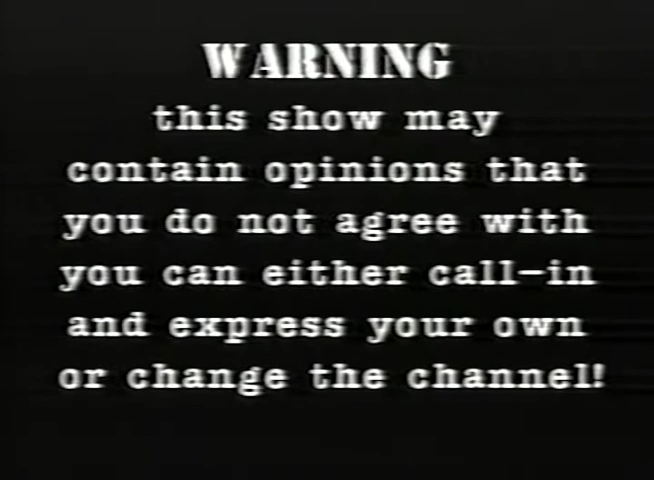 WARNING
this show may
contain opinions that
you do not agree with
you can either call-in
and express your own
or change the channel!